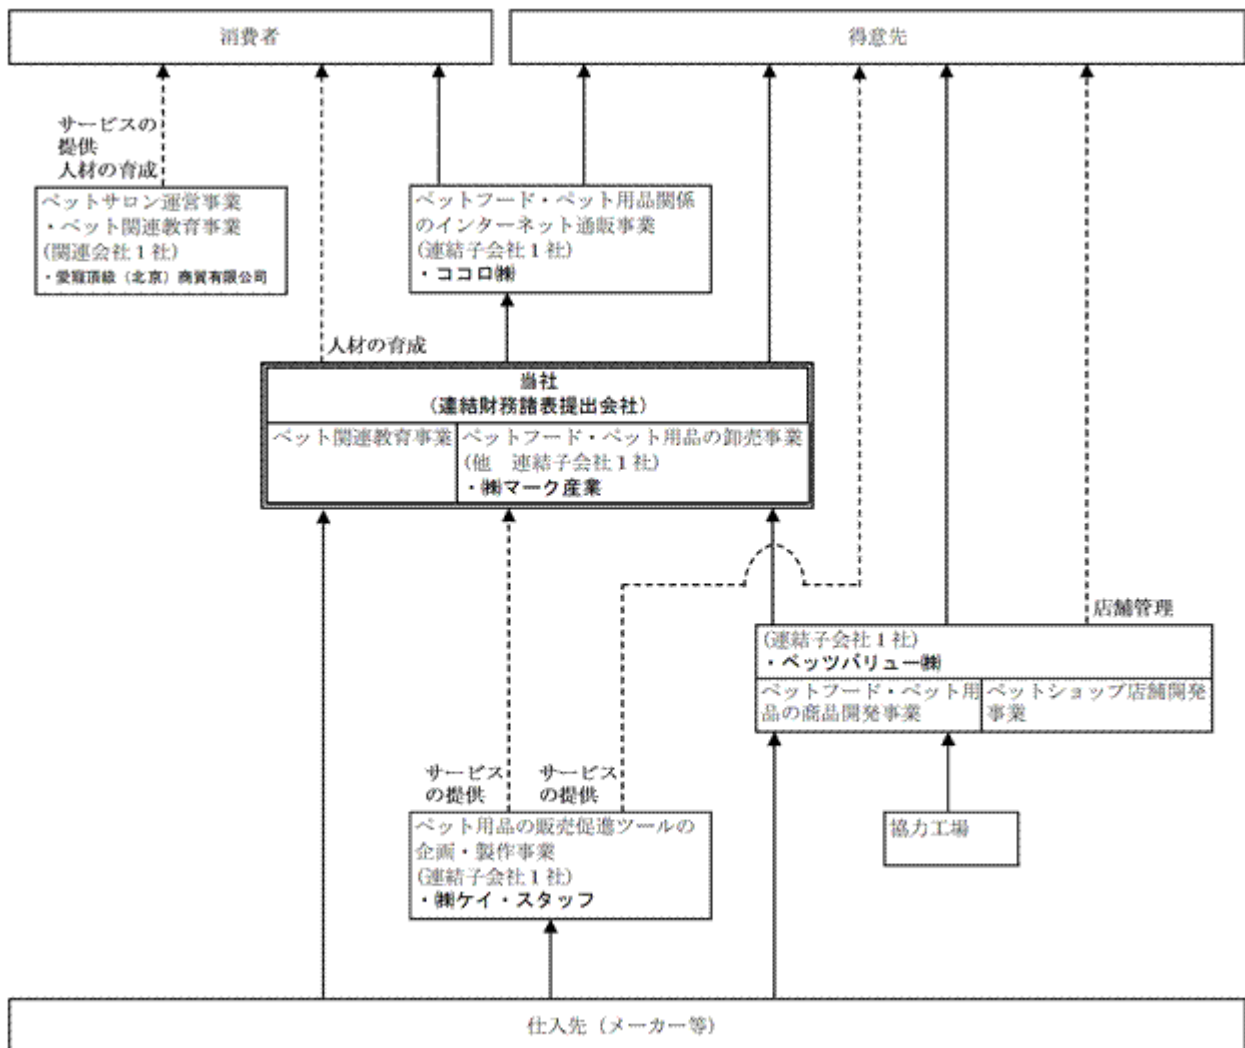 消費者
得意先
サービスの
提供
人材の育成
ペットサロン運営事業
・ペット関連教育事業
(関連会社１社)
・愛寵頂級（北京）商貿有限公司
ペットフード・ペット用品関係
のインターネット通販事業
(連結子会社１社)
・ココロ㈱
人材の育成
当社
(連結財務諸表提出会社)
ペット関連教育事業
ペットフード・ペット用品の卸売事業
(他　連結子会社１社)
・㈱マーク産業
店舗管理
(連結子会社１社)
・ペッツバリュー㈱
ペットフード・ペット用
品の商品開発事業
ペットショップ店舗開発
事業
サービス
の提供
サービス
の提供
ペット用品の販売促進ツールの
企画・製作事業
(連結子会社１社)
・㈱ケイ・スタッフ
協力工場
仕入先（メーカー等）